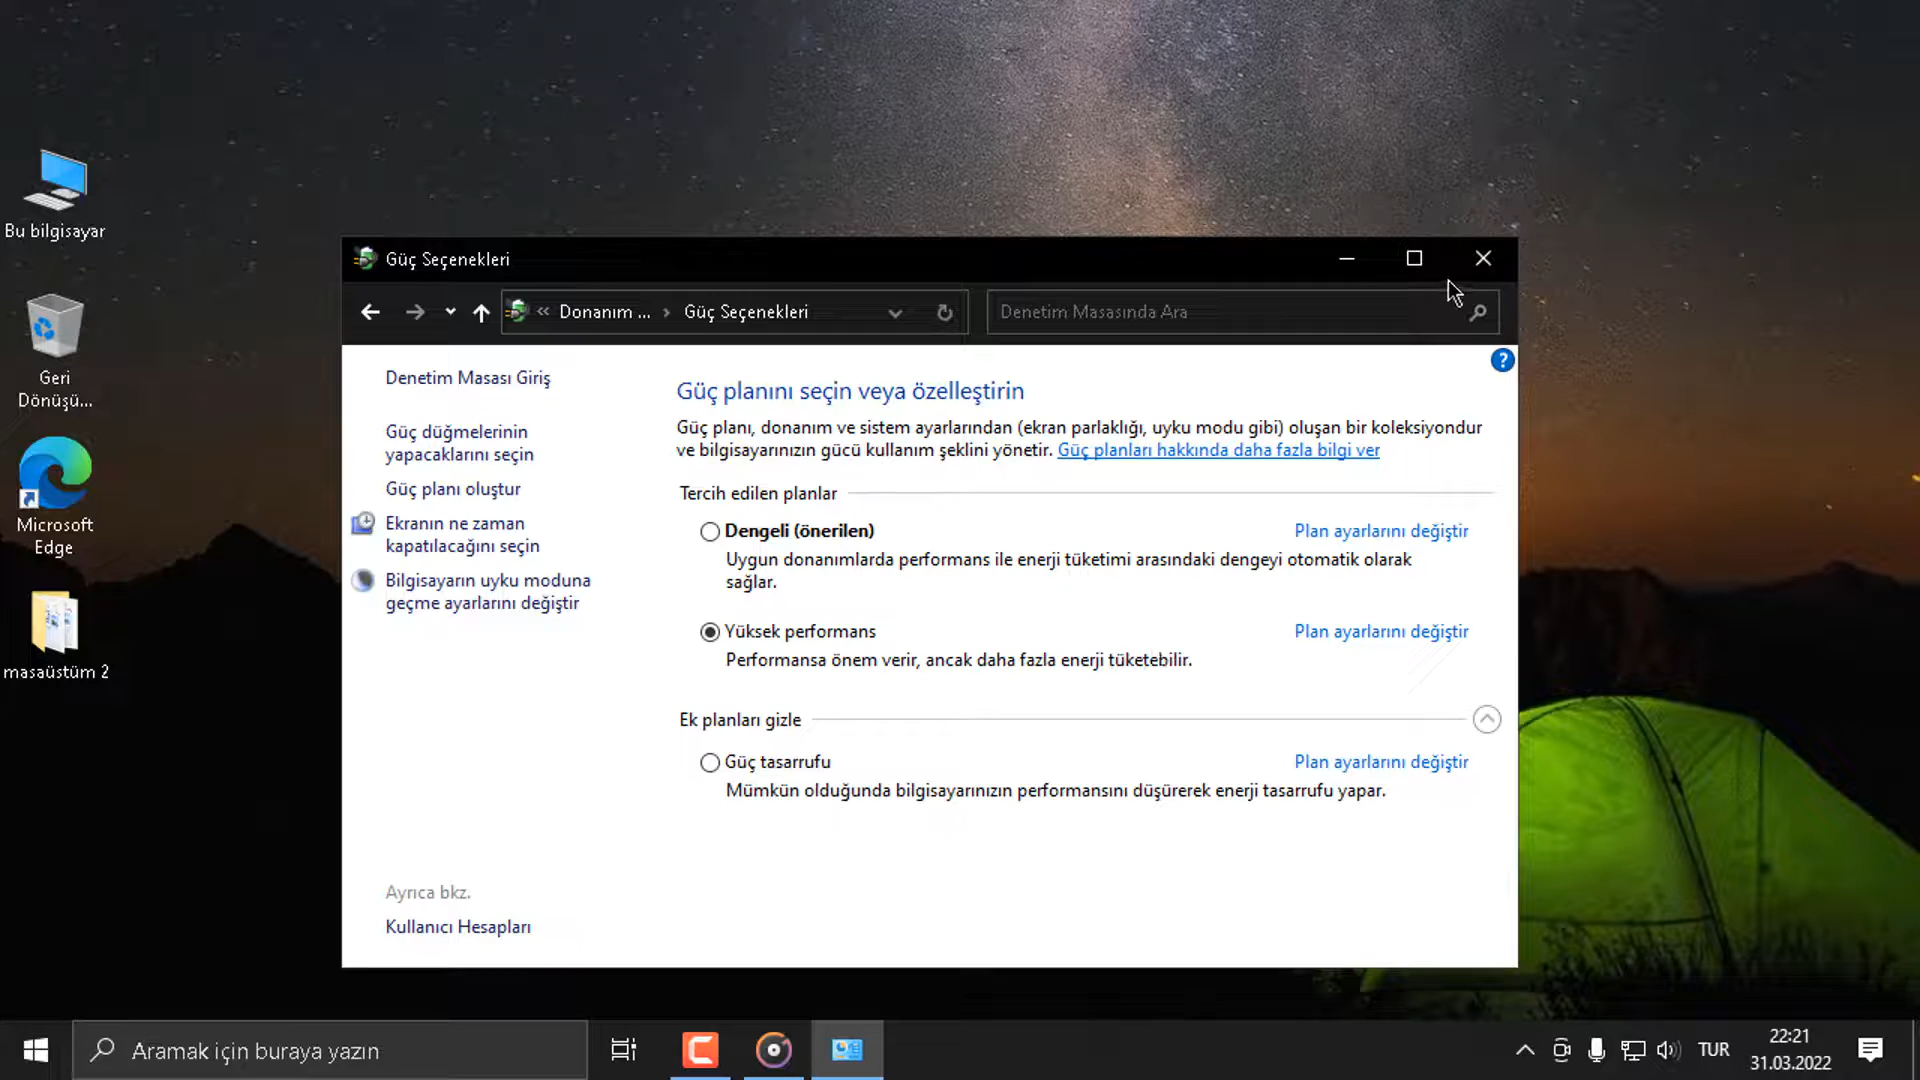 Bu bilgisayar
Geri
Dönüşü...
Microsoft
Edge
masaüstüm 2
Güç Seçenekleri
« Donanım ... › Güç Seçenekleri
Denetim Masasında Ara
?
Denetim Masası Giriş
Güç düğmelerinin
yapacaklarını seçin
Güç planı oluştur
Ekranın ne zaman
kapatılacağını seçin
Bilgisayarın uyku moduna
geçme ayarlarını değiştir
Ayrıca bkz.
Kullanıcı Hesapları
Güç planını seçin veya özelleştirin
Güç planı, donanım ve sistem ayarlarından (ekran parlaklığı, uyku modu gibi) oluşan bir koleksiyondur
ve bilgisayarınızın gücü kullanım şeklini yönetir. Güç planları hakkında daha fazla bilgi ver
Tercih edilen planlar
Dengeli (önerilen) Plan ayarlarını değiştir
Uygun donanımlarda performans ile enerji tüketimi arasındaki dengeyi otomatik olarak
sağlar.
Yüksek performans Plan ayarlarını değiştir
Performansa önem verir, ancak daha fazla enerji tüketebilir.
Ek planları gizle
Güç tasarrufu Plan ayarlarını değiştir
Mümkün olduğunda bilgisayarınızın performansını düşürerek enerji tasarrufu yapar.
Aramak için buraya yazın
TUR
22:21
31.03.2022